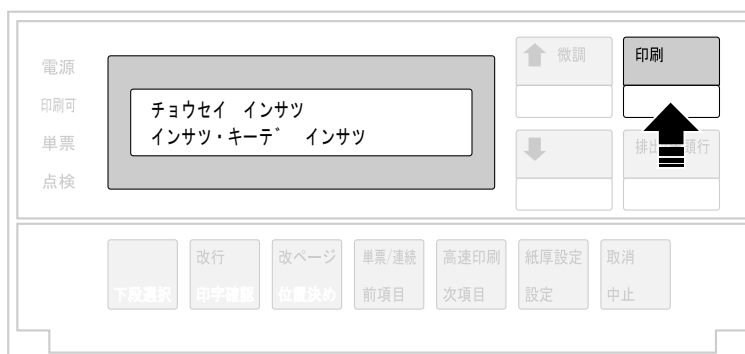 電源
印刷可
単票
点検
チョウセイ インサツ
インサツ・キーデ インサツ
微調
印刷
改行
改ページ
単票/連続
高速印刷
紙厚設定
取消
下段選択
印字確認
位置決め
前項目
次項目
設定
中止